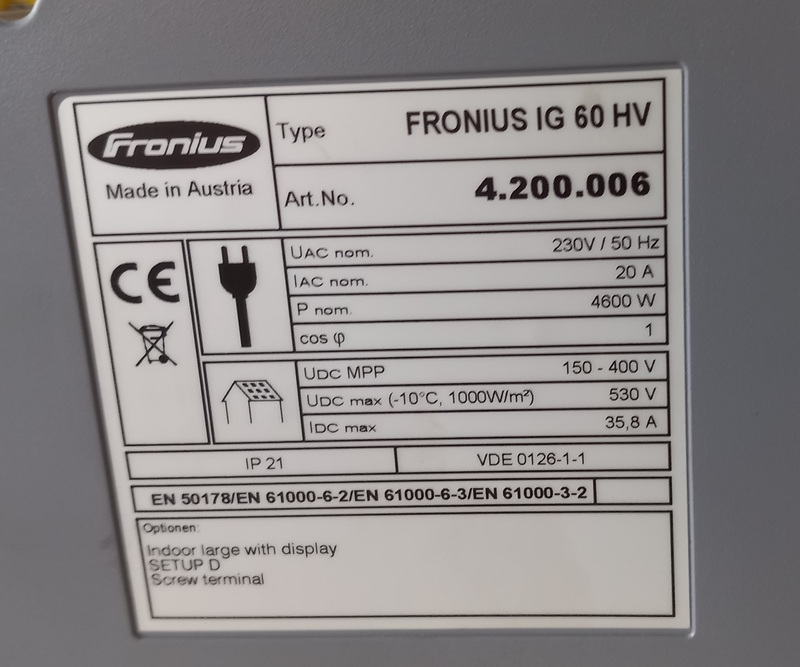 Fronius
Made in Austria
Type FRONIUS IG 60 HV
Art.No. 4.200.006
CE
UAC nom. 230V / 50 Hz
IAC nom. 20 A
P nom. 4600 W
cos φ 1
UDC MPP 150 - 400 V
UDC max (-10°C, 1000W/m²) 530 V
IDC max 35,8 A
IP 21 VDE 0126-1-1
EN 50178/EN 61000-6-2/EN 61000-6-3/EN 61000-3-2
Optionen:
Indoor large with display
SETUP D
Screw terminal